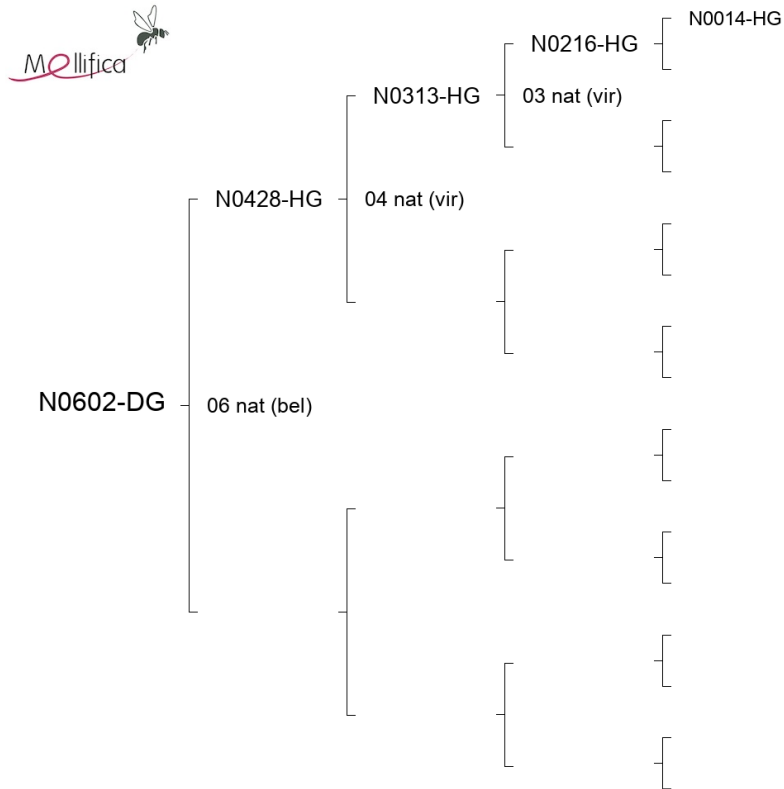 Mellifica
N0014-HG
N0216-HG
N0313-HG
03 nat (vir)
N0428-HG
04 nat (vir)
N0602-DG
06 nat (bel)